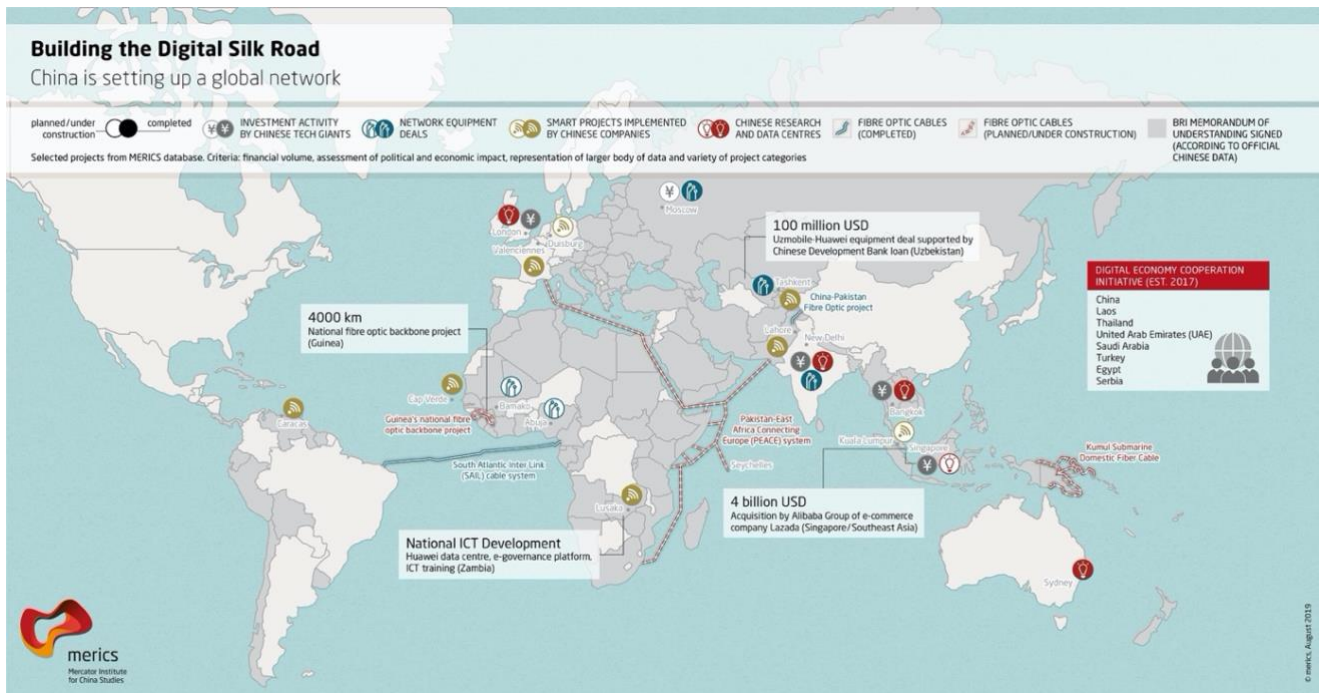 Building the Digital Silk Road
China is setting up a global network
planned/under
construction
completed
INVESTMENT ACTIVITY
BY CHINESE TECH GIANTS
NETWORK EQUIPMENT
DEALS
SMART PROJECTS IMPLEMENTED
BY CHINESE COMPANIES
CHINESE RESEARCH
AND DATA CENTRES
FIBRE OPTIC CABLES
(COMPLETED)
FIBRE OPTIC CABLES
(PLANNED/UNDER CONSTRUCTION)
BRI MEMORANDUM OF
UNDERSTANDING SIGNED
(ACCORDING TO OFFICIAL
CHINESE DATA)
Selected projects from MERICS database. Criteria: financial volume, assessment of political and economic impact, representation of larger body of data and variety of project categories
Moscow
London
Duisburg
Valenciennes
100 million USD
Uzmobile-Huawei equipment deal supported by
Chinese Development Bank loan (Uzbekistan)
Tashkent
China-Pakistan
Fibre Optic project
Lahore
New Delhi
DIGITAL ECONOMY COOPERATION
INITIATIVE (EST. 2017)
China
Laos
Thailand
United Arab Emirates (UAE)
Saudi Arabia
Turkey
Egypt
Serbia
4000 km
National fibre optic backbone project
(Guinea)
Cap Verde
Bamako
Abuja
Caracas
Guinea's national fibre
optic backbone project
South Atlantic Inter Link
(SAIL) cable system
Pakistan-East
Africa Connecting
Europe (PEACE) system
Seychelles
Bangkok
Kuala Lumpur
Singapore
Kumul Submarine
Domestic Fiber Cable
4 billion USD
Acquisition by Alibaba Group of e-commerce
company Lazada (Singapore/Southeast Asia)
Lusaka
National ICT Development
Huawei data centre, e-governance platform,
ICT training (Zambia)
Sydney
merics
Mercator Institute
for China Studies
© merics, August 2019